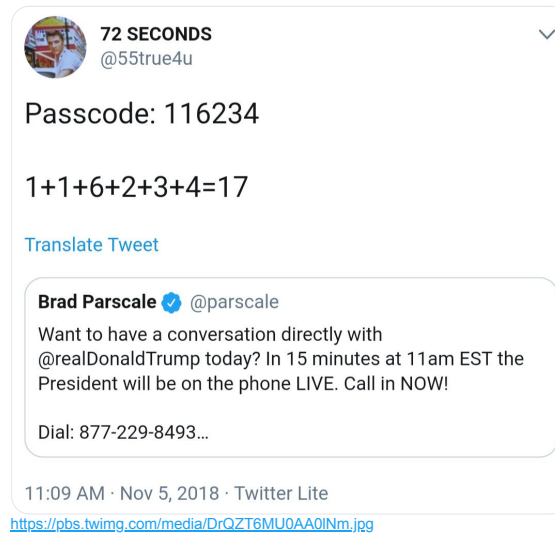 72 SECONDS
@55true4u
Passcode: 116234
1+1+6+2+3+4=17
Translate Tweet
Brad Parscale @parscale
Want to have a conversation directly with
@realDonaldTrump today? In 15 minutes at 11am EST the
President will be on the phone LIVE. Call in NOW!
Dial: 877-229-8493…
11:09 AM · Nov 5, 2018 · Twitter Lite
https://pbs.twimg.com/media/DrQZT6MU0AA0lNm.jpg